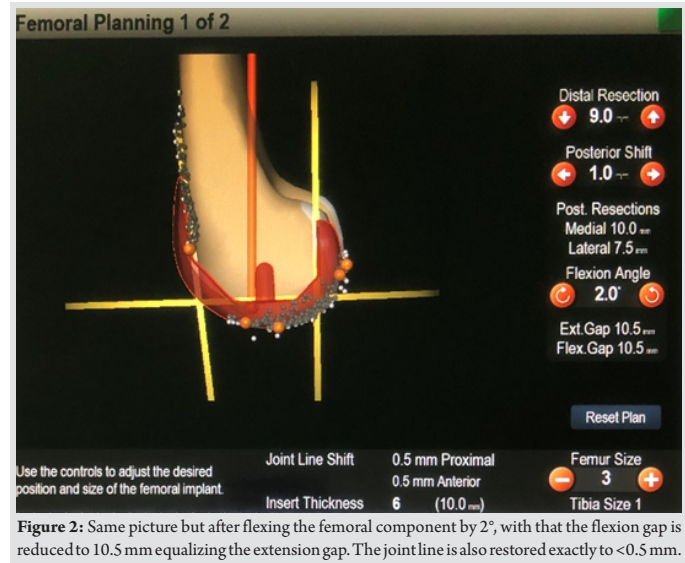 Femoral Planning 1 of 2
Distal Resection
9.0 mm
Posterior Shift
1.0 mm
Post. Resections
Medial 10.0 mm
Lateral 7.5 mm
Flexion Angle
2.0°
Ext.Gap 10.5 mm
Flex.Gap 10.5 mm
Reset Plan
Use the controls to adjust the desired
position and size of the femoral implant.
Joint Line Shift
0.5 mm Proximal
0.5 mm Anterior
Insert Thickness
6 (10.0 mm)
Femur Size
3
Tibia Size 1
Figure 2: Same picture but after flexing the femoral component by 2°, with that the flexion gap is
reduced to 10.5 mm equalizing the extension gap. The joint line is also restored exactly to <0.5 mm.